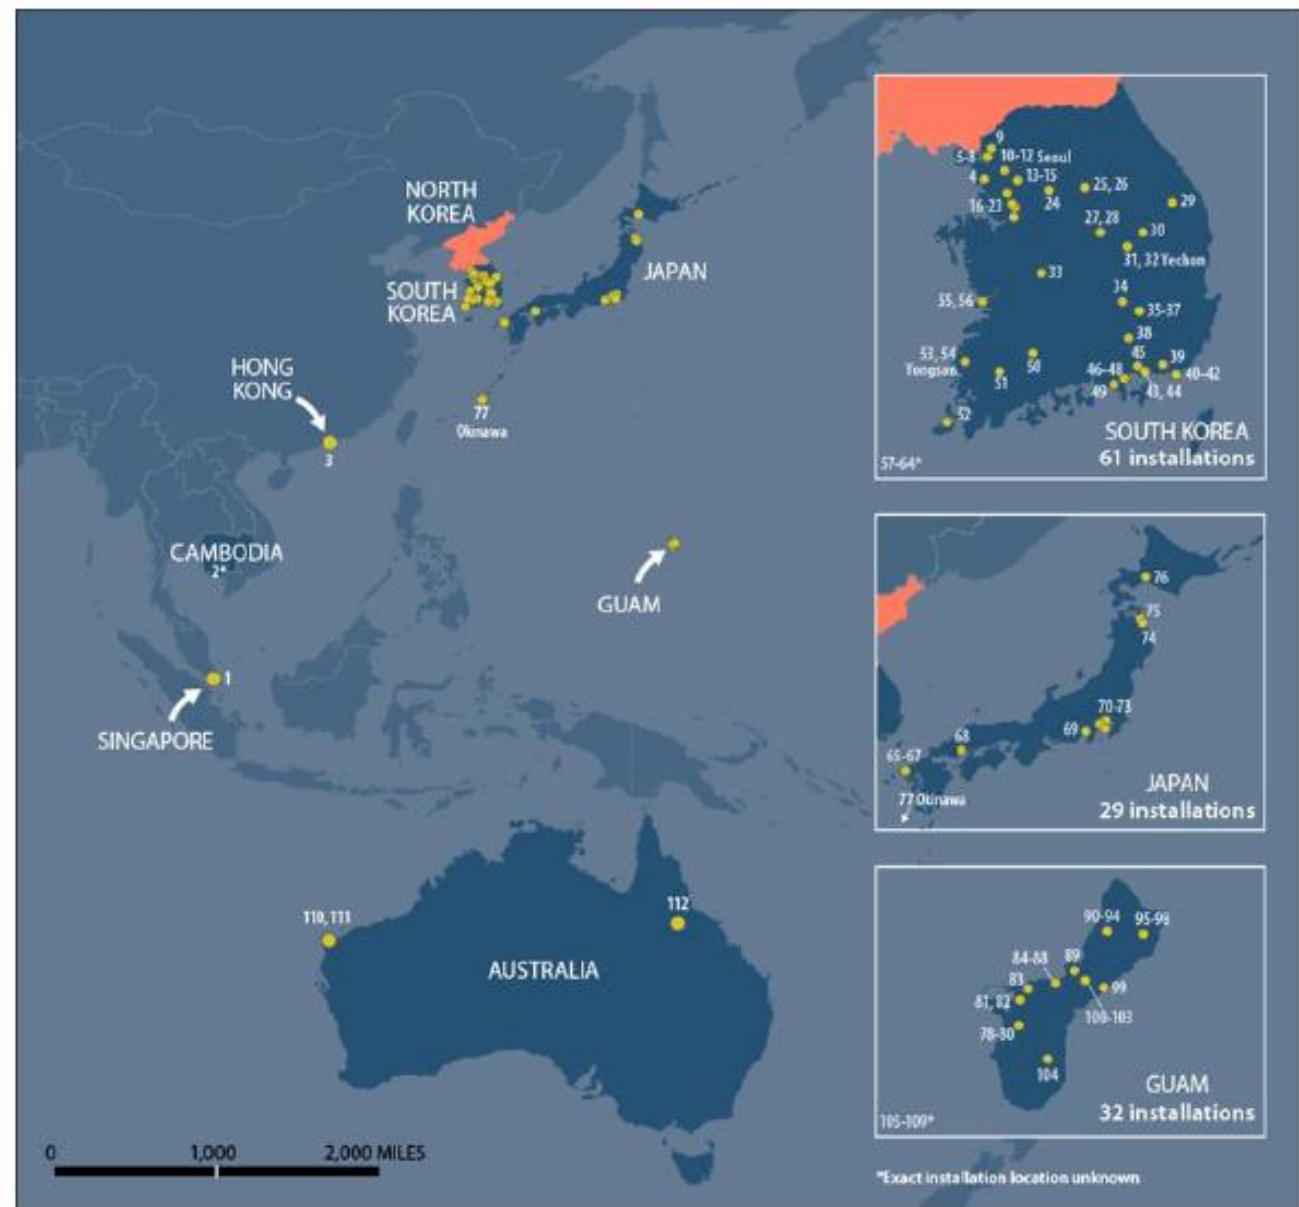 NORTH
KOREA
SOUTH
KOREA
JAPAN
HONG
KONG
3
77
Okinawa
CAMBODIA
2*
GUAM
1
SINGAPORE
110, 111
112
AUSTRALIA
0 1,000 2,000 MILES
9
5-8
10-12 Seoul
4
13-15
25, 26
16-23
24
29
27, 28
30
31, 32 Yechon
33
34
55, 56
35-37
38
53, 54
Yongsan
50
45
39
46-48
51
40-42
49
43, 44
52
SOUTH KOREA
61 installations
57-64*
76
75
74
70-73
69
68
65-67
77 Okinawa
JAPAN
29 installations
90-94
95-98
84-88
89
83
99
81, 82
100-103
78-80
104
GUAM
32 installations
105-109*
*Exact installation location unknown